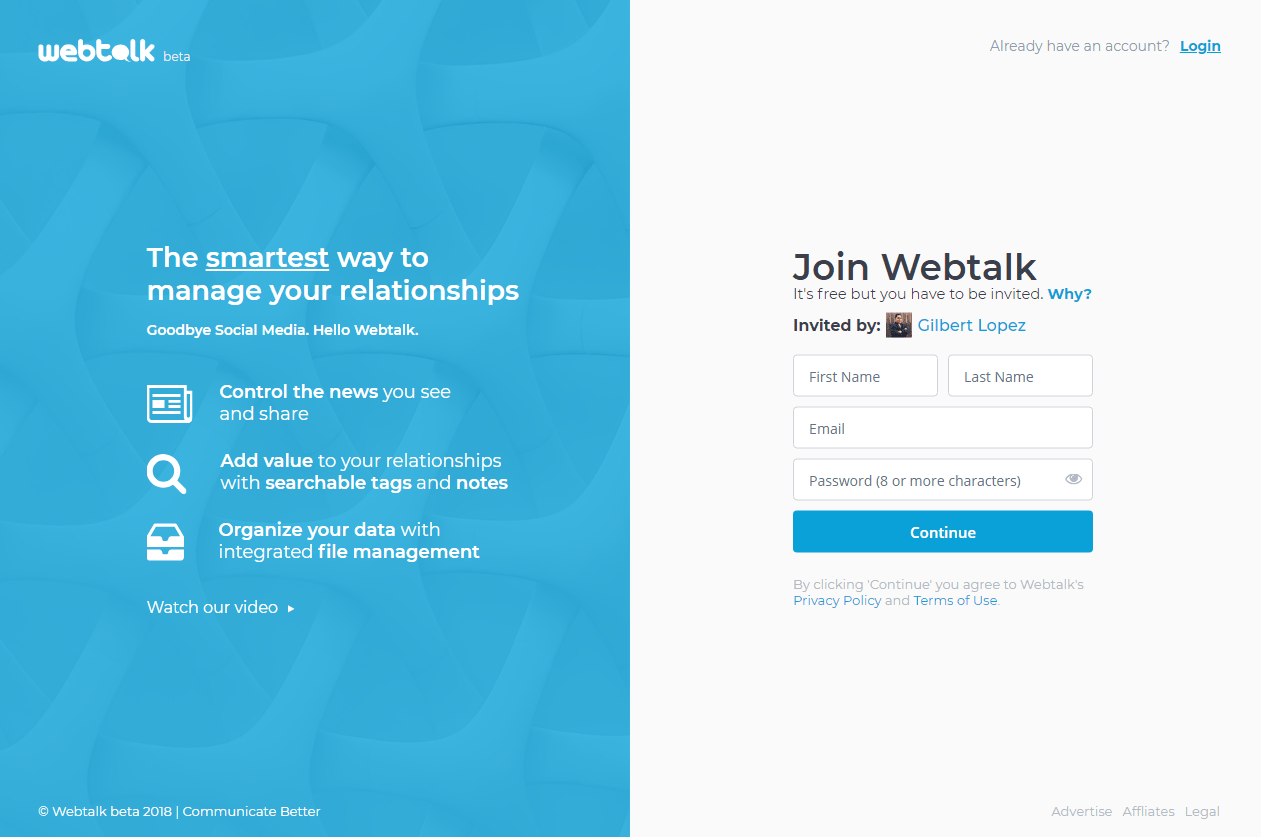 webtalk beta
Already have an account? Login
The smartest way to
manage your relationships
Goodbye Social Media. Hello Webtalk.
Control the news you see
and share
Add value to your relationships
with searchable tags and notes
Organize your data with
integrated file management
Watch our video
Join Webtalk
It's free but you have to be invited. Why?
Invited by: Gilbert Lopez
First Name Last Name
Email
Password (8 or more characters)
Continue
By clicking 'Continue' you agree to Webtalk's
Privacy Policy and Terms of Use.
© Webtalk beta 2018 | Communicate Better
Advertise Affliates Legal